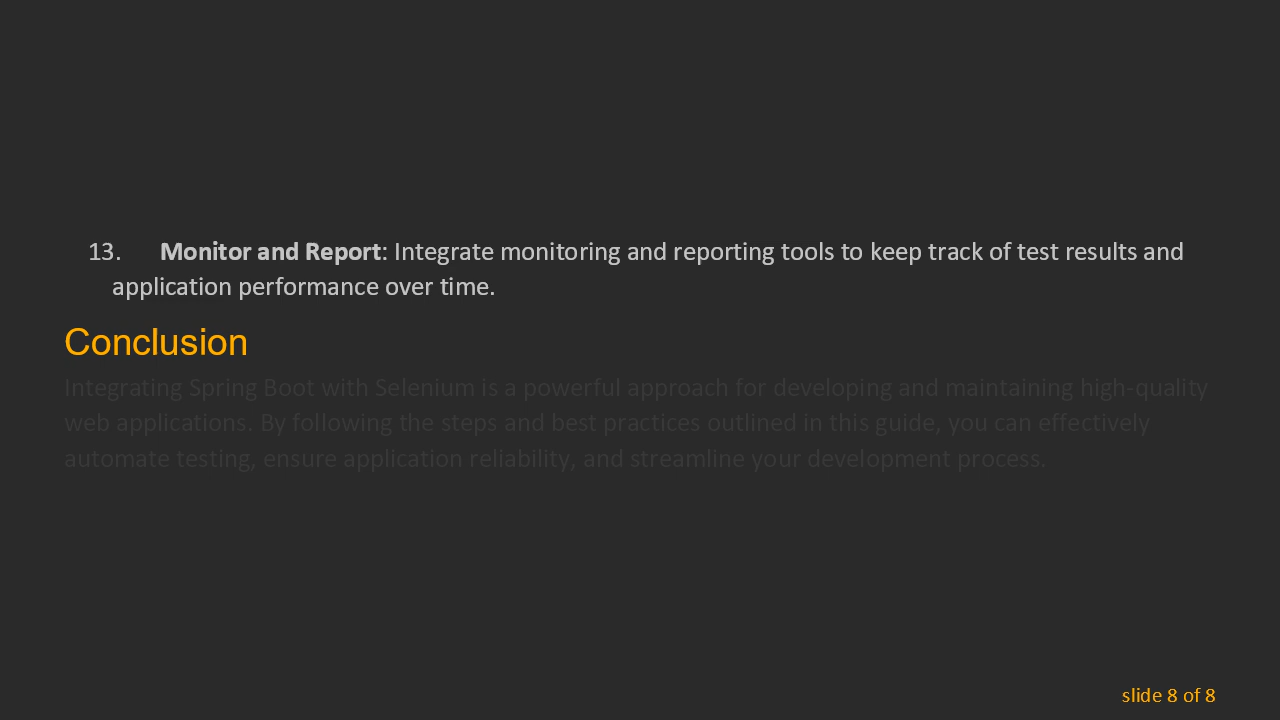 13. Monitor and Report: Integrate monitoring and reporting tools to keep track of test results and
application performance over time.
Conclusion
Integrating Spring Boot with Selenium is a powerful approach for developing and maintaining high-quality
web applications. By following the steps and best practices outlined in this guide, you can effectively
automate testing, ensure application reliability, and streamline your development process.
slide 8 of 8